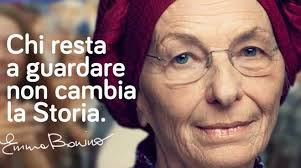 Chi resta
a guardare
non cambia
la Storia.
Emma Bonino